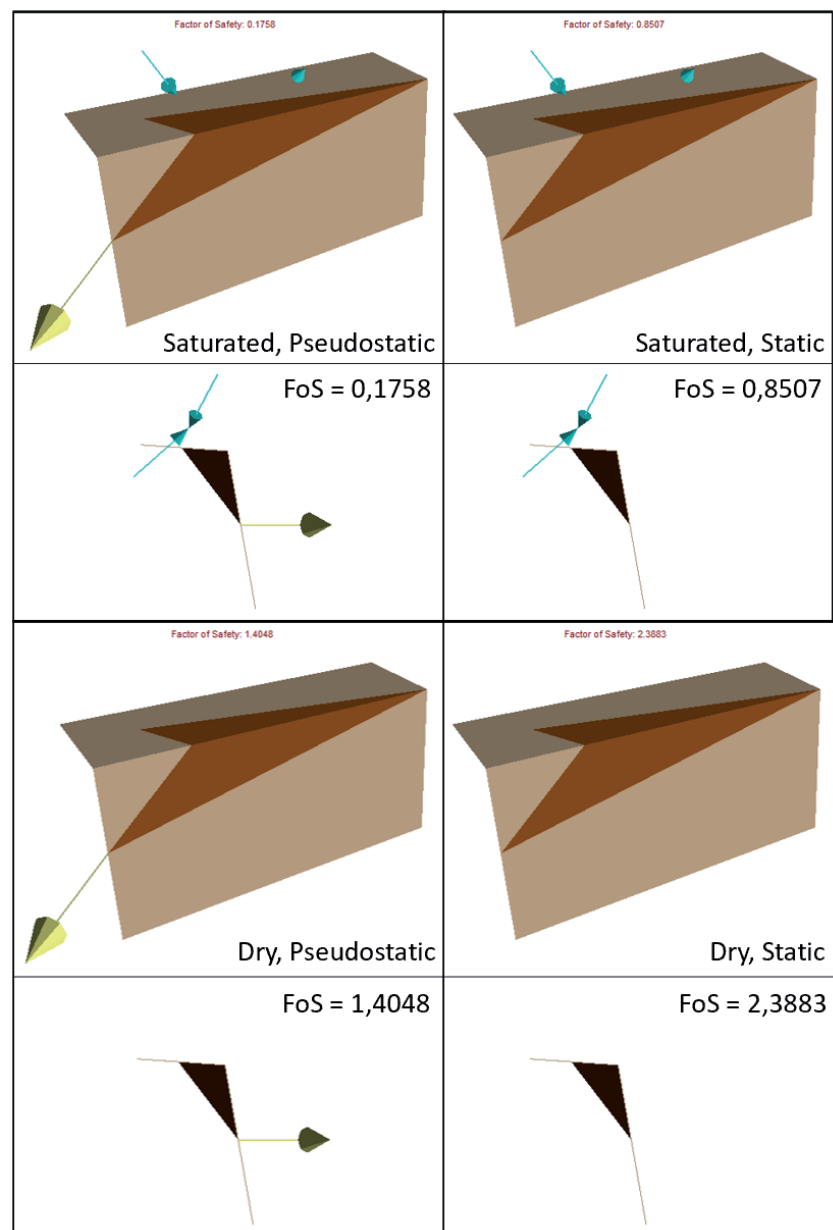 Factor of Safety: 0.1758
Factor of Safety: 0.8507
Saturated, Pseudostatic
Saturated, Static
FoS = 0,1758
FoS = 0,8507
Factor of Safety: 1.4048
Factor of Safety: 2.3883
Dry, Pseudostatic
Dry, Static
FoS = 1,4048
FoS = 2,3883